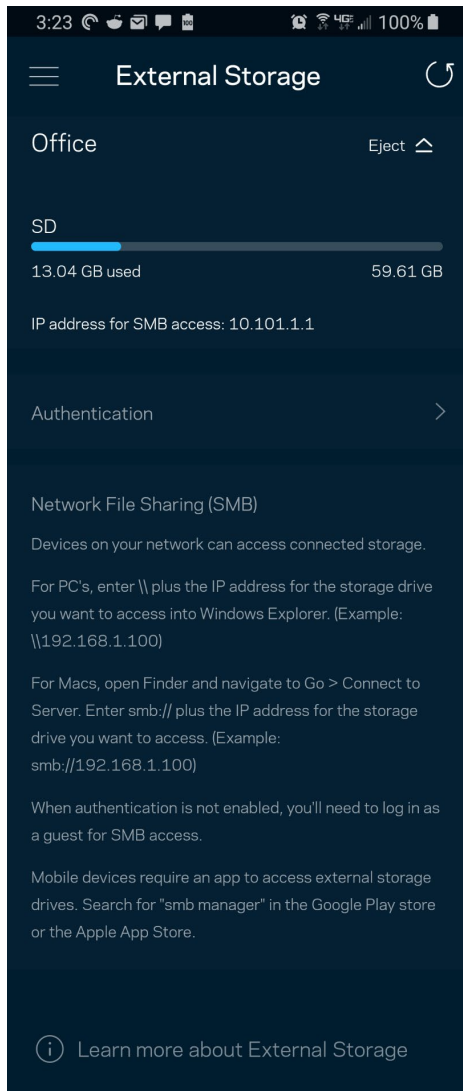 3:23 100%
External Storage
Office Eject
SD
13.04 GB used 59.61 GB
IP address for SMB access: 10.101.1.1
Authentication
Network File Sharing (SMB)
Devices on your network can access connected storage.
For PC's, enter \\ plus the IP address for the storage drive
you want to access into Windows Explorer. (Example:
\\192.168.1.100)
For Macs, open Finder and navigate to Go > Connect to
Server. Enter smb:// plus the IP address for the storage
drive you want to access. (Example:
smb://192.168.1.100)
When authentication is not enabled, you'll need to log in as
a guest for SMB access.
Mobile devices require an app to access external storage
drives. Search for "smb manager" in the Google Play store
or the Apple App Store.
Learn more about External Storage